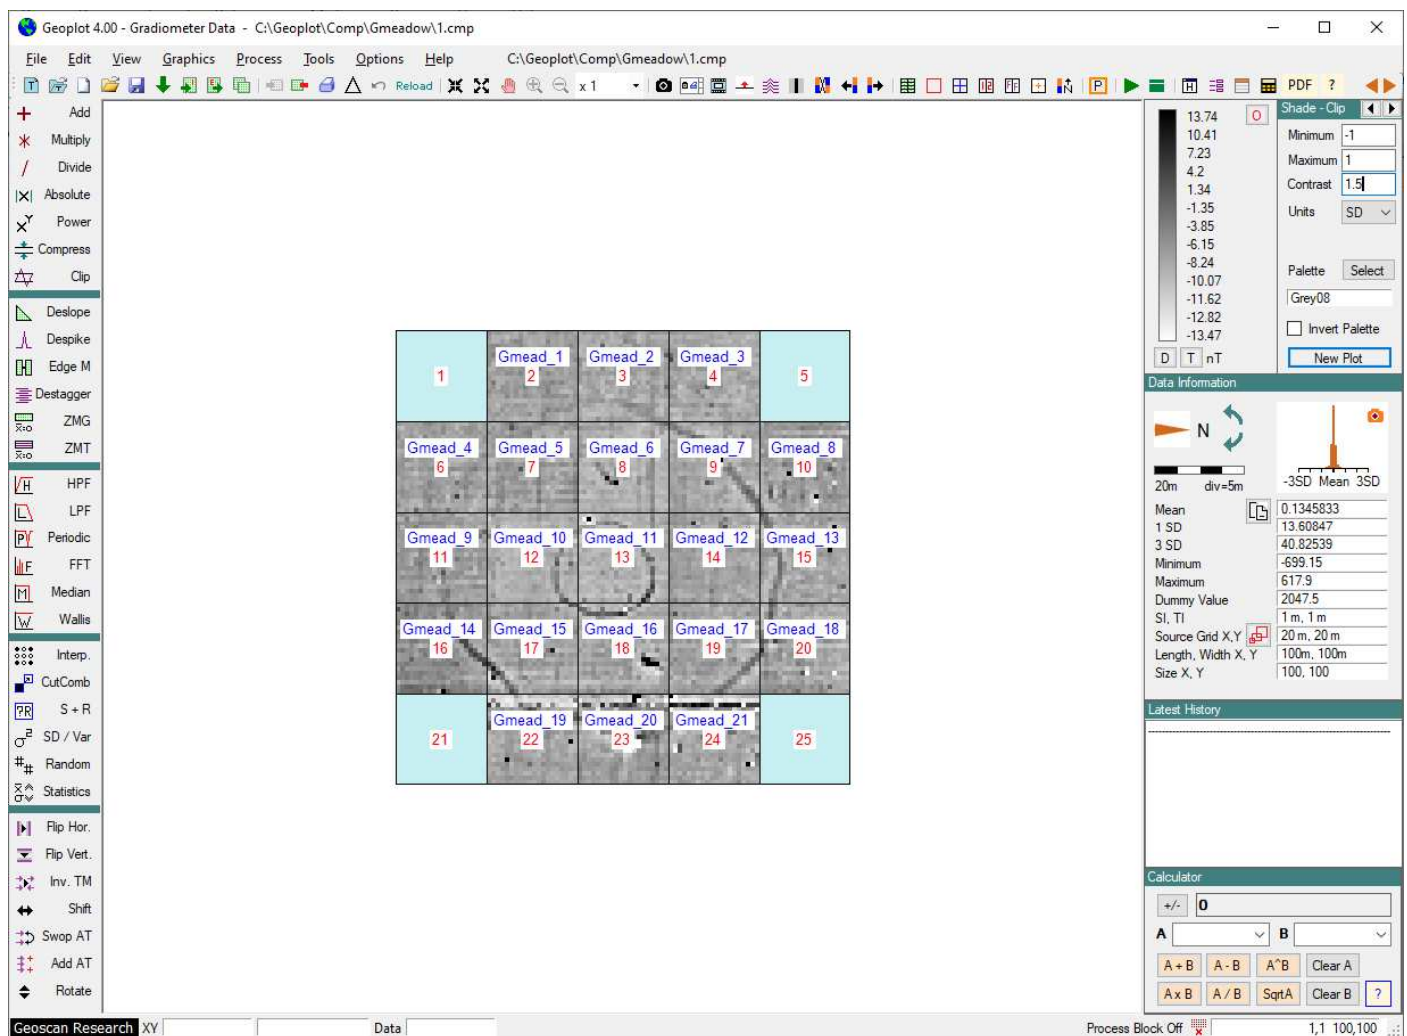 Geoplot 4.00 - Gradiometer Data - C:\Geoplot\Comp\Gmeadow\1.cmp
File Edit View Graphics Process Tools Options Help C:\Geoplot\Comp\Gmeadow\1.cmp
Reload x 1 P H PDF ?
Add
Multiply
Divide
|X| Absolute
XY Power
Compress
Clip
Deslope
Despike
Edge M
Destagger
ZMG
ZMT
HPF
LPF
Periodic
FFT
Median
Wallis
Interp.
CutComb
?R S + R
σ2 SD / Var
Random
Statistics
Flip Hor.
Flip Vert.
Inv. TM
Shift
Swop AT
Add AT
Rotate
1
Gmead_1
2
Gmead_2
3
Gmead_3
4
5
Gmead_4
6
Gmead_5
7
Gmead_6
8
Gmead_7
9
Gmead_8
10
Gmead_9
11
Gmead_10
12
Gmead_11
13
Gmead_12
14
Gmead_13
15
Gmead_14
16
Gmead_15
17
Gmead_16
18
Gmead_17
19
Gmead_18
20
21
Gmead_19
22
Gmead_20
23
Gmead_21
24
25
13.74 O
10.41
7.23
4.2
1.34
-1.35
-3.85
-6.15
-8.24
-10.07
-11.62
-12.82
-13.47
D T nT
Shade - Clip
Minimum -1
Maximum 1
Contrast 1.5
Units SD
Palette Select
Grey08
Invert Palette
New Plot
Data Information
N
20m div=5m
-3SD Mean 3SD
Mean 0.1345833
1 SD 13.60847
3 SD 40.82539
Minimum -699.15
Maximum 617.9
Dummy Value 2047.5
SI, TI 1 m, 1 m
Source Grid X,Y 20 m, 20 m
Length, Width X, Y 100m, 100m
Size X, Y 100, 100
Latest History
Calculator
+/- 0
A B
A + B A - B A^B Clear A
A x B A / B SqrtA Clear B ?
Geoscan Research XY Data Process Block Off 1,1 100,100